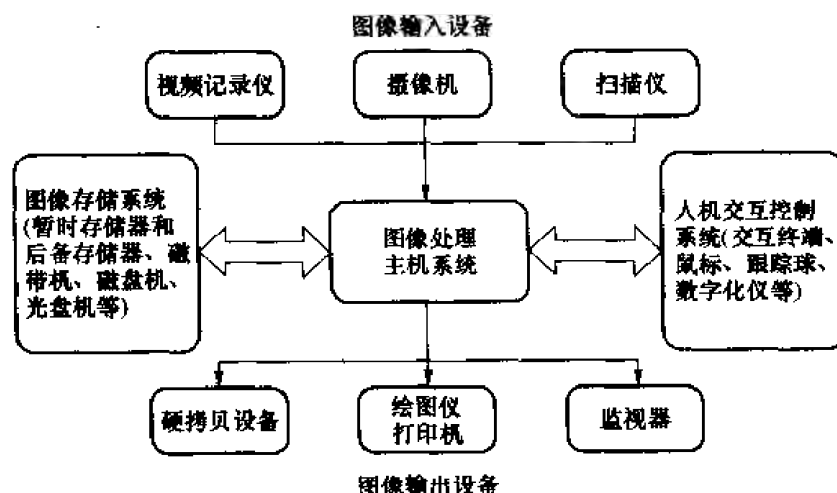 图像输入设备
视频记录仪
摄像机
扫描仪
图像存储系统
(暂时存储器和
后备存储器、磁
带机、磁盘机、
光盘机等)
图像处理
主机系统
人机交互控制
系统(交互终端、
鼠标、跟踪球、
数字化仪等)
硬拷贝设备
绘图仪
打印机
监视器
图像输出设备